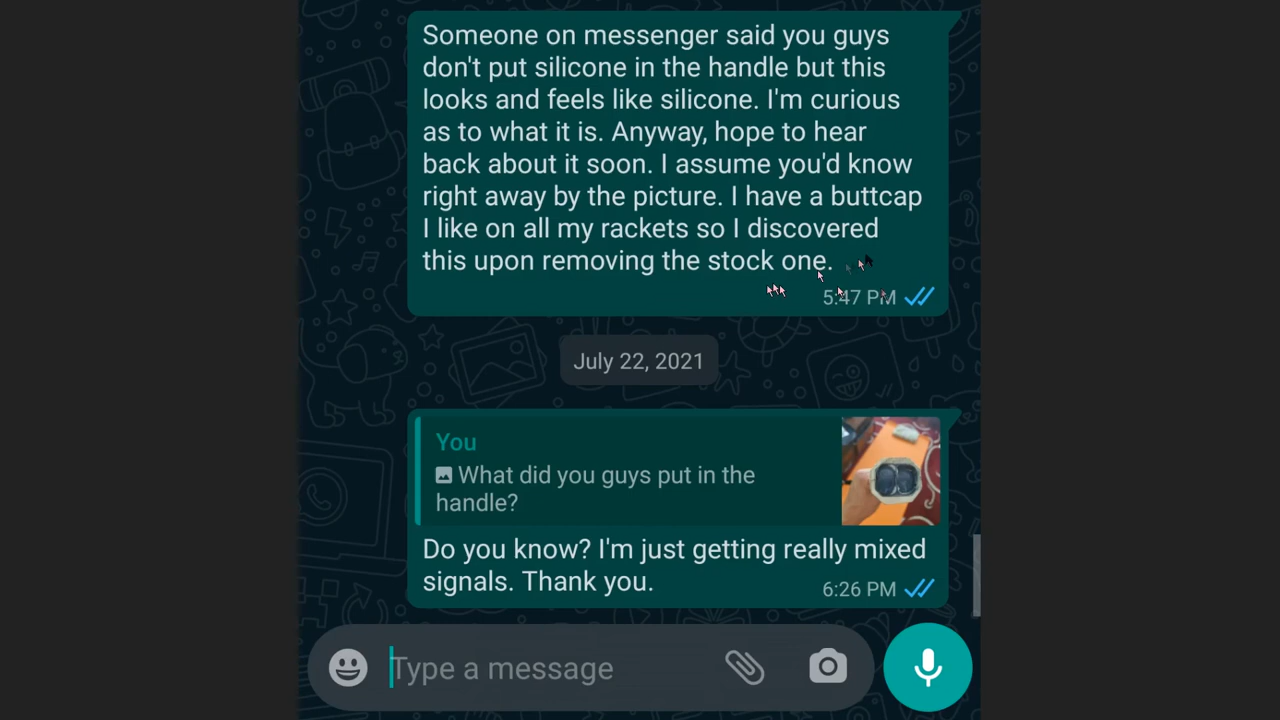 Someone on messenger said you guys
don't put silicone in the handle but this
looks and feels like silicone. I'm curious
as to what it is. Anyway, hope to hear
back about it soon. I assume you'd know
right away by the picture. I have a buttcap
I like on all my rackets so I discovered
this upon removing the stock one.
5:47 PM
July 22, 2021
You
What did you guys put in the
handle?
Do you know? I'm just getting really mixed
signals. Thank you.
6:26 PM
Type a message